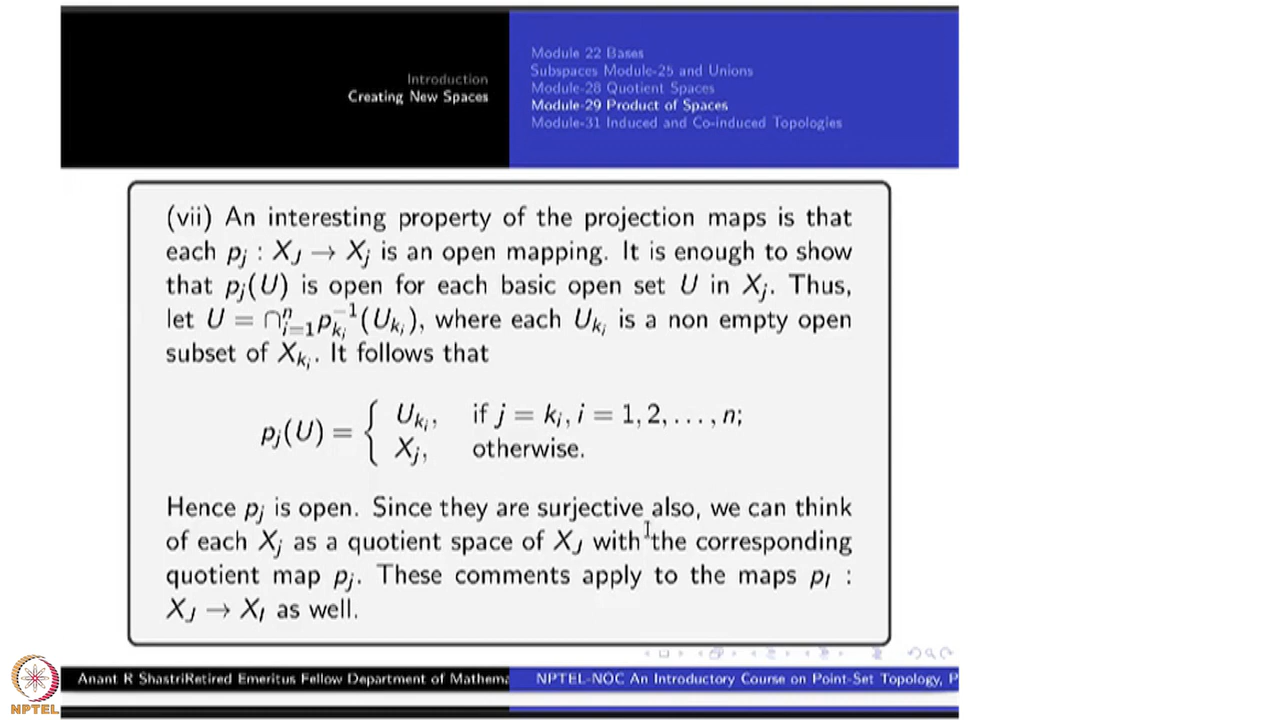 Introduction
Creating New Spaces
Module 22 Bases
Subspaces Module-25 and Unions
Module-28 Quotient Spaces
Module-29 Product of Spaces
Module-31 Induced and Co-induced Topologies
(vii) An interesting property of the projection maps is that
each p_j : X_J → X_j is an open mapping. It is enough to show
that p_j(U) is open for each basic open set U in X_j. Thus,
let U = ∩_{i=1}^n p_{k_i}^{-1}(U_{k_i}), where each U_{k_i} is a non empty open
subset of X_{k_i}. It follows that
p_j(U) = { U_{k_i}, if j = k_i, i = 1, 2, . . . , n;
X_j, otherwise.
Hence p_j is open. Since they are surjective also, we can think
of each X_j as a quotient space of X_J with the corresponding
quotient map p_j. These comments apply to the maps p_I :
X_J → X_I as well.
NPTEL
Anant R ShastriRetired Emeritus Fellow Department of Mathema
NPTEL-NOC An Introductory Course on Point-Set Topology, P